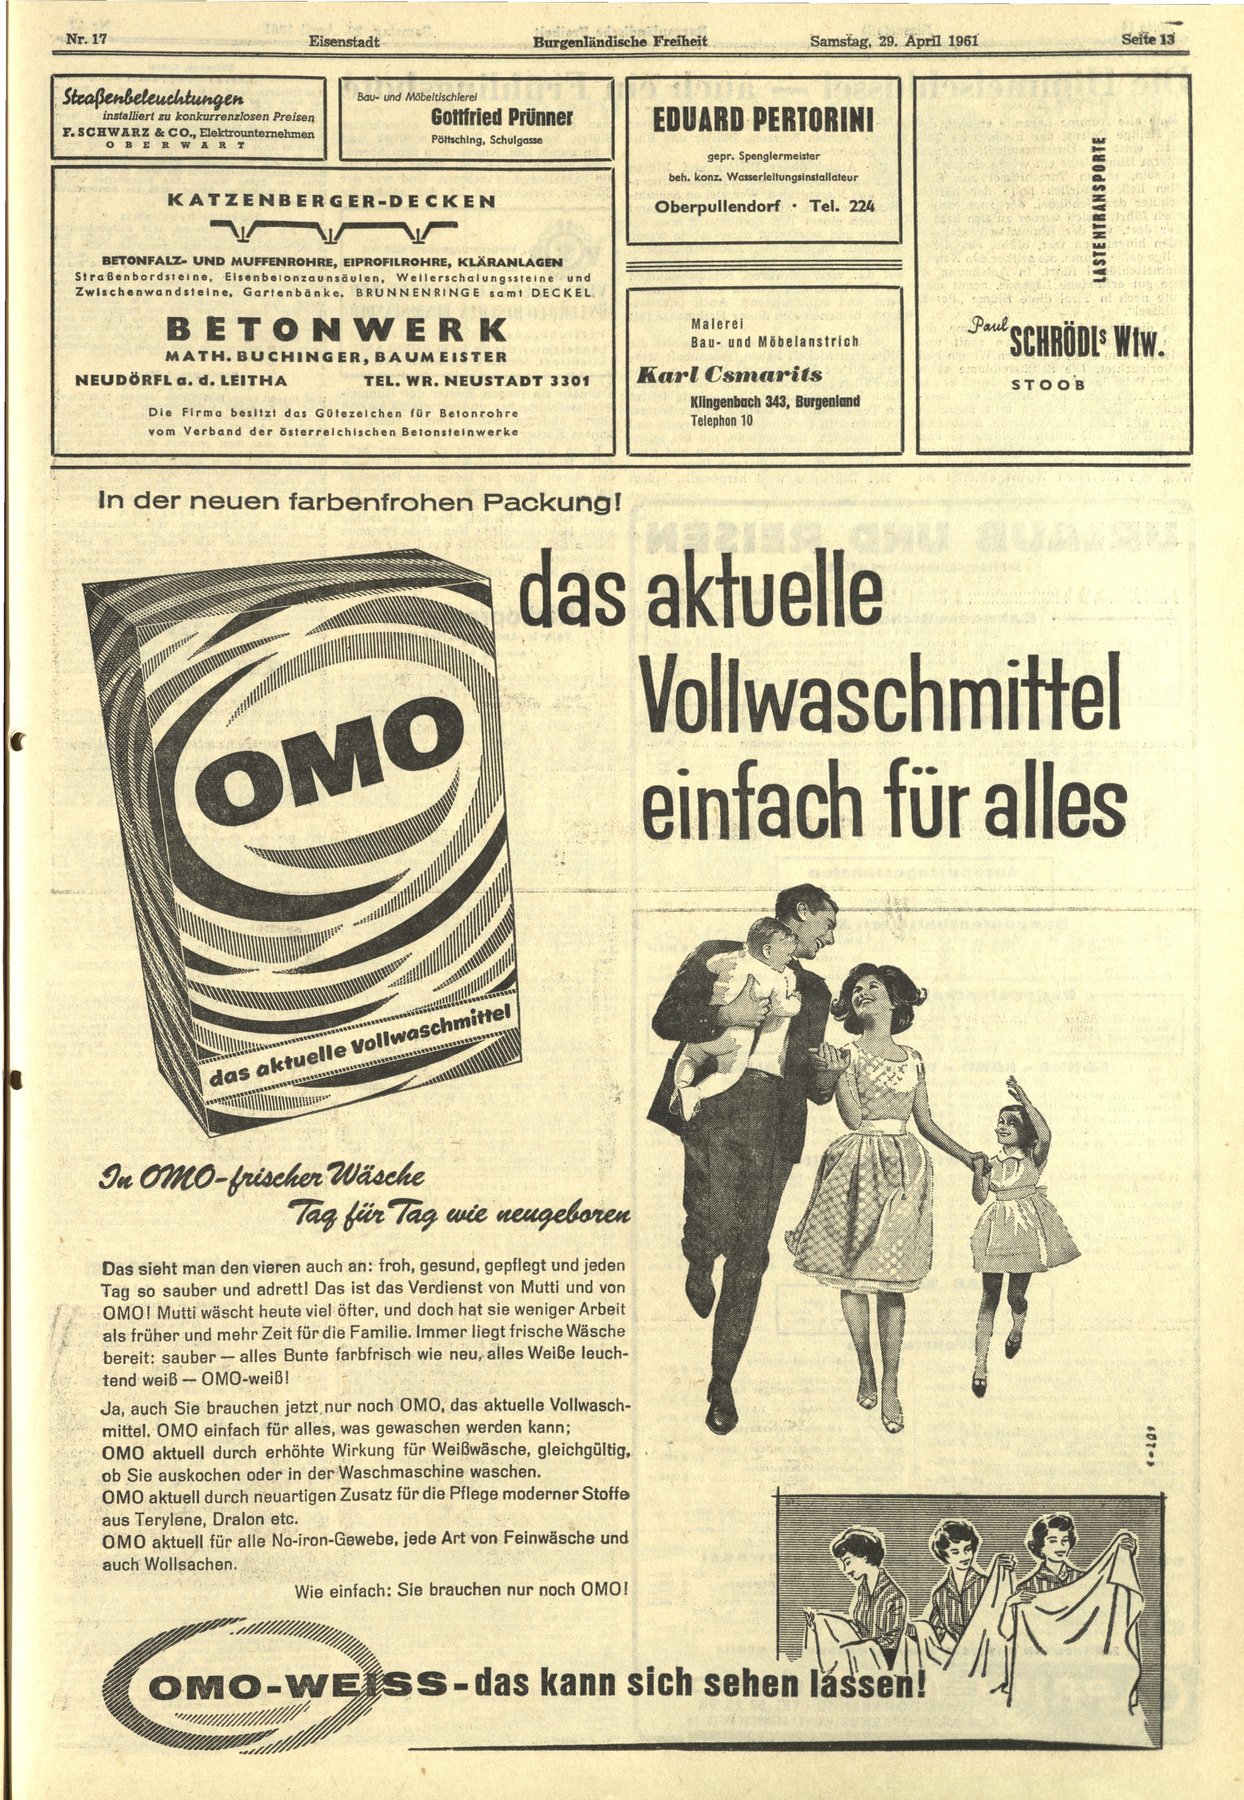 Nr. 17 Eisenstadt Burgenländische Freiheit Samstag, 29. April 1961 Seite 13
Straßenbeleuchtungen
installiert zu konkurrenzlosen Preisen
F. SCHWARZ & CO., Elektrounternehmen
OBERWART
Bau- und Möbeltischlerei
Gottfried Prünner
Pöttsching, Schulgasse
KATZENBERGER-DECKEN
BETONFALZ- UND MUFFENROHRE, EIPROFILROHRE, KLÄRANLAGEN
Straßenbordsteine, Eisenbetonzaunsäulen, Wellerschalungssteine und
Zwischenwandsteine, Gartenbänke, BRUNNENRINGE samt DECKEL
BETONWERK
MATH. BUCHINGER, BAUMEISTER
NEUDÖRFL a. d. LEITHA TEL. WR. NEUSTADT 3301
Die Firma besitzt das Gütezeichen für Betonrohre
vom Verband der österreichischen Betonsteinwerke
EDUARD PERTORINI
gepr. Spenglermeister
beh. konz. Wasserleitungsinstallateur
Oberpullendorf · Tel. 224
Malerei
Bau- und Möbelanstrich
Karl Csmarits
Klingenbach 343, Burgenland
Telephon 10
LASTENTRANSPORTE
Paul
SCHRÖDLs Wtw.
STOOB
In der neuen farbenfrohen Packung!
das aktuelle
Vollwaschmittel
einfach für alles
OMO
das aktuelle Vollwaschmittel
In OMO-frischer Wäsche
Tag für Tag wie neugeboren
Das sieht man den vieren auch an: froh, gesund, gepflegt und jeden
Tag so sauber und adrett! Das ist das Verdienst von Mutti und von
OMO! Mutti wäscht heute viel öfter, und doch hat sie weniger Arbeit
als früher und mehr Zeit für die Familie. Immer liegt frische Wäsche
bereit: sauber — alles Bunte farbfrisch wie neu, alles Weiße leuch-
tend weiß — OMO-weiß!
Ja, auch Sie brauchen jetzt nur noch OMO, das aktuelle Vollwasch-
mittel. OMO einfach für alles, was gewaschen werden kann;
OMO aktuell durch erhöhte Wirkung für Weißwäsche, gleichgültig,
ob Sie auskochen oder in der Waschmaschine waschen.
OMO aktuell durch neuartigen Zusatz für die Pflege moderner Stoffe
aus Terylene, Dralon etc.
OMO aktuell für alle No-iron-Gewebe, jede Art von Feinwäsche und
auch Wollsachen.
Wie einfach: Sie brauchen nur noch OMO!
OMO-WEISS - das kann sich sehen lassen!